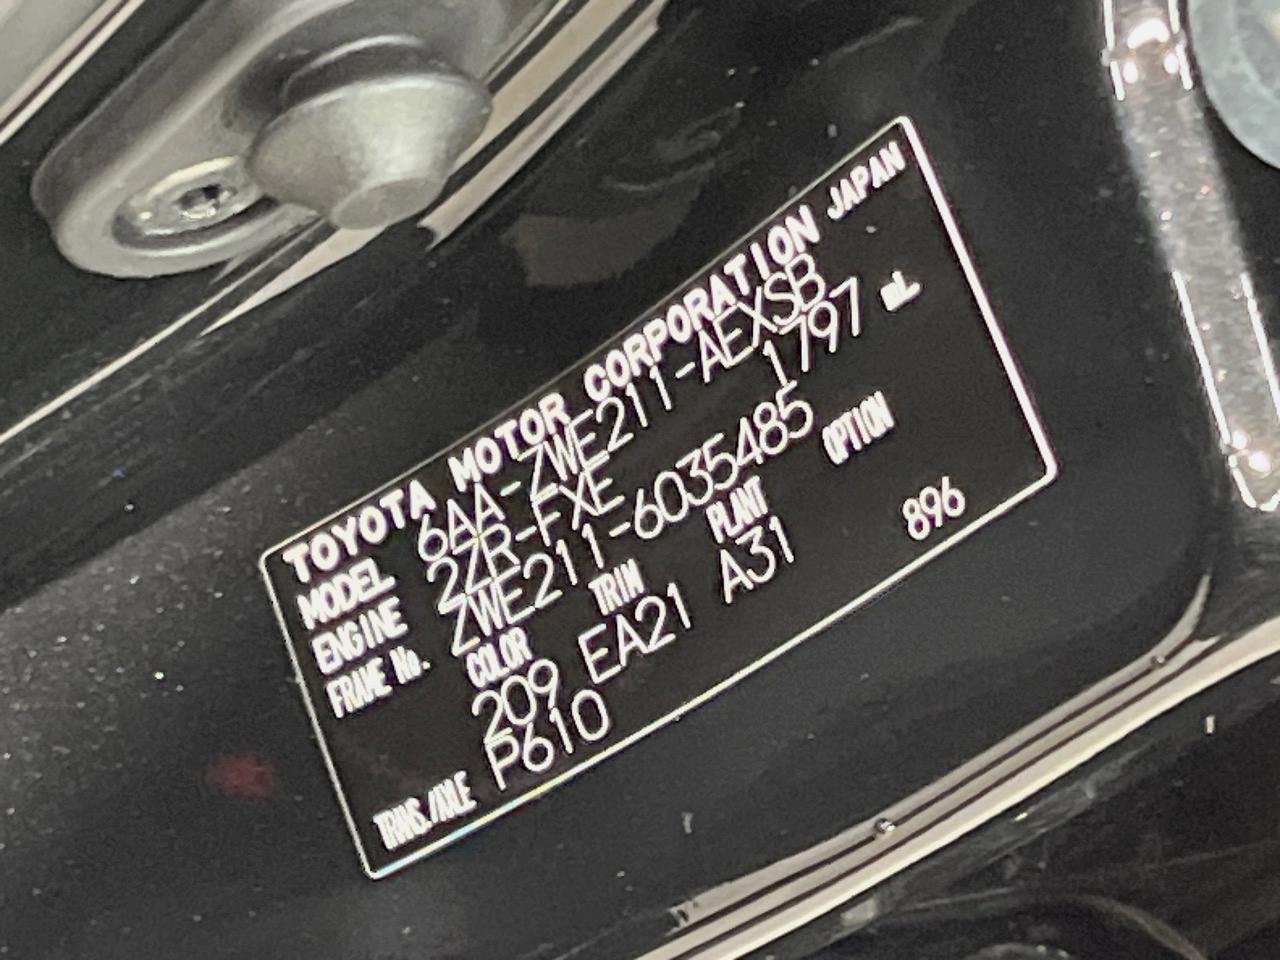 TOYOTA MOTOR CORPORATION JAPAN
MODEL 6AA-ZWE211-AEXSB
ENGINE 2ZR-FXE 1797 mL
FRAME No. ZWE211-6035485
COLOR TRIM PLANT OPTION
209 EA21 A31
TRANS./AXLE P610 896